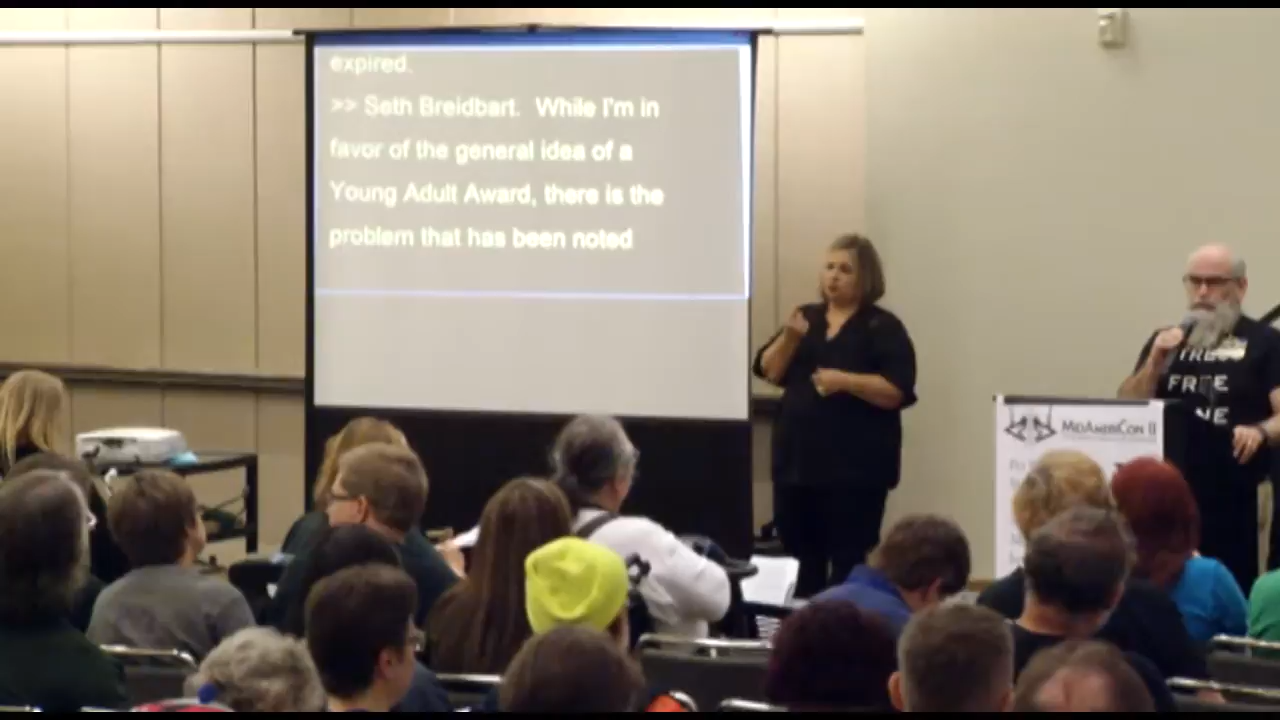 expired.
>> Seth Breidbart.  While I'm in
favor of the general idea of a
Young Adult Award, there is the
problem that has been noted
FREE
MIDAMERICON II